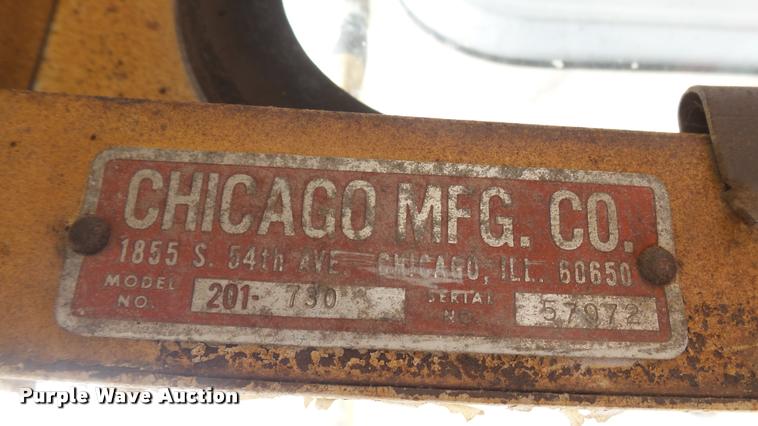 CHICAGO MFG. CO.
1855 S. 54th AVE. CHICAGO, ILL. 60650
MODEL NO. 201- 730 SERIAL NO. 57972
Purple Wave Auction